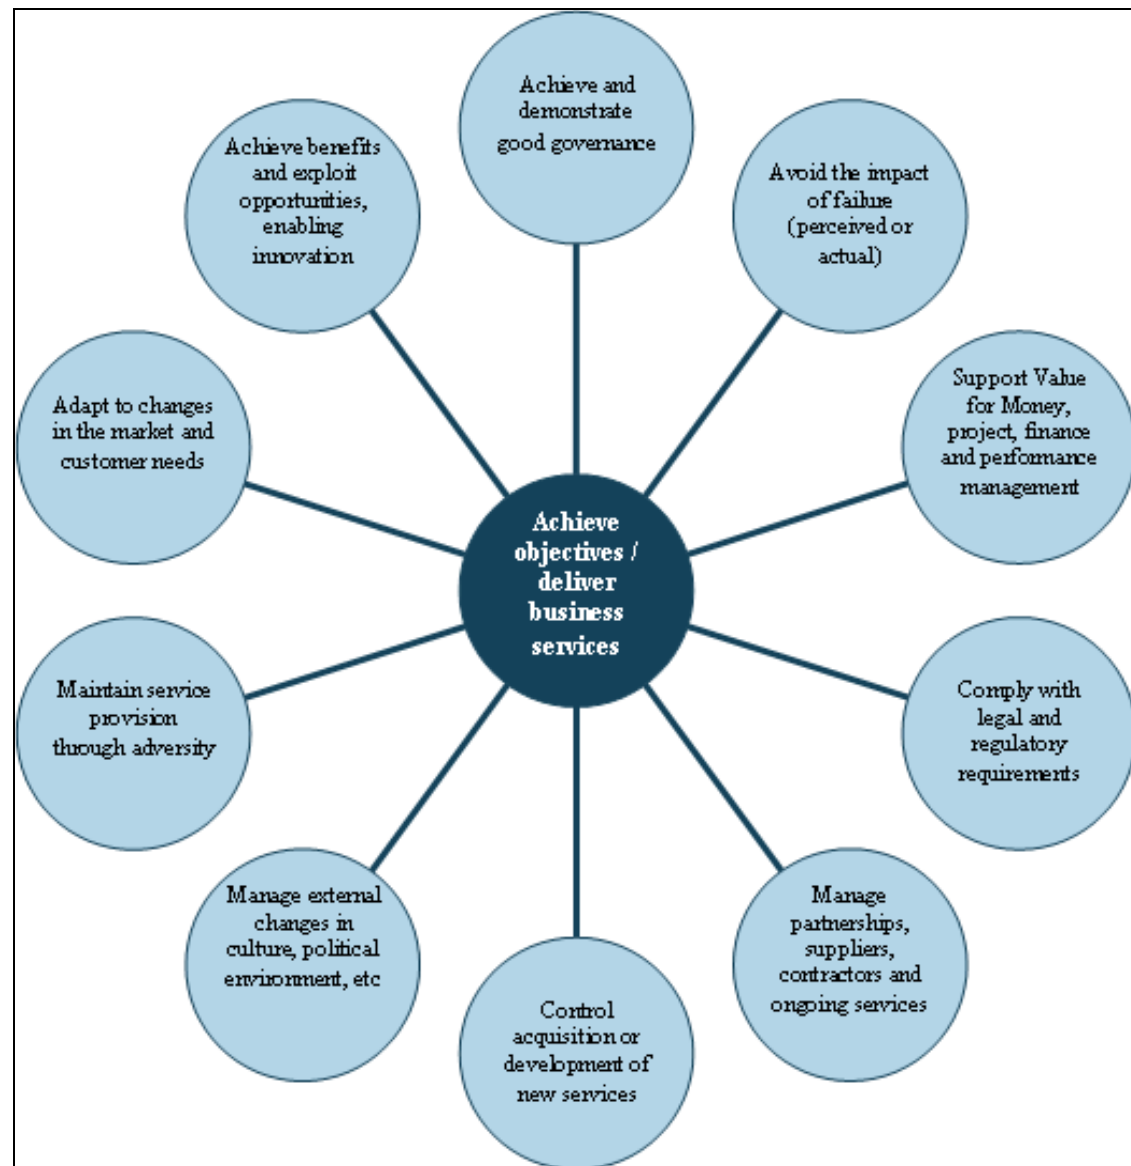 Achieve and
demonstrate
good governance
Avoid the impact
of failure
(perceived or
actual)
Support Value
for Money,
project, finance
and performance
management
Comply with
legal and
regulatory
requirements
Manage
partnerships,
suppliers,
contractors and
ongoing services
Control
acquisition or
development of
new services
Manage external
changes in
culture, political
environment, etc
Maintain service
provision
through adversity
Adapt to changes
in the market and
customer needs
Achieve benefits
and exploit
opportunities,
enabling
innovation
Achieve
objectives /
deliver
business
services